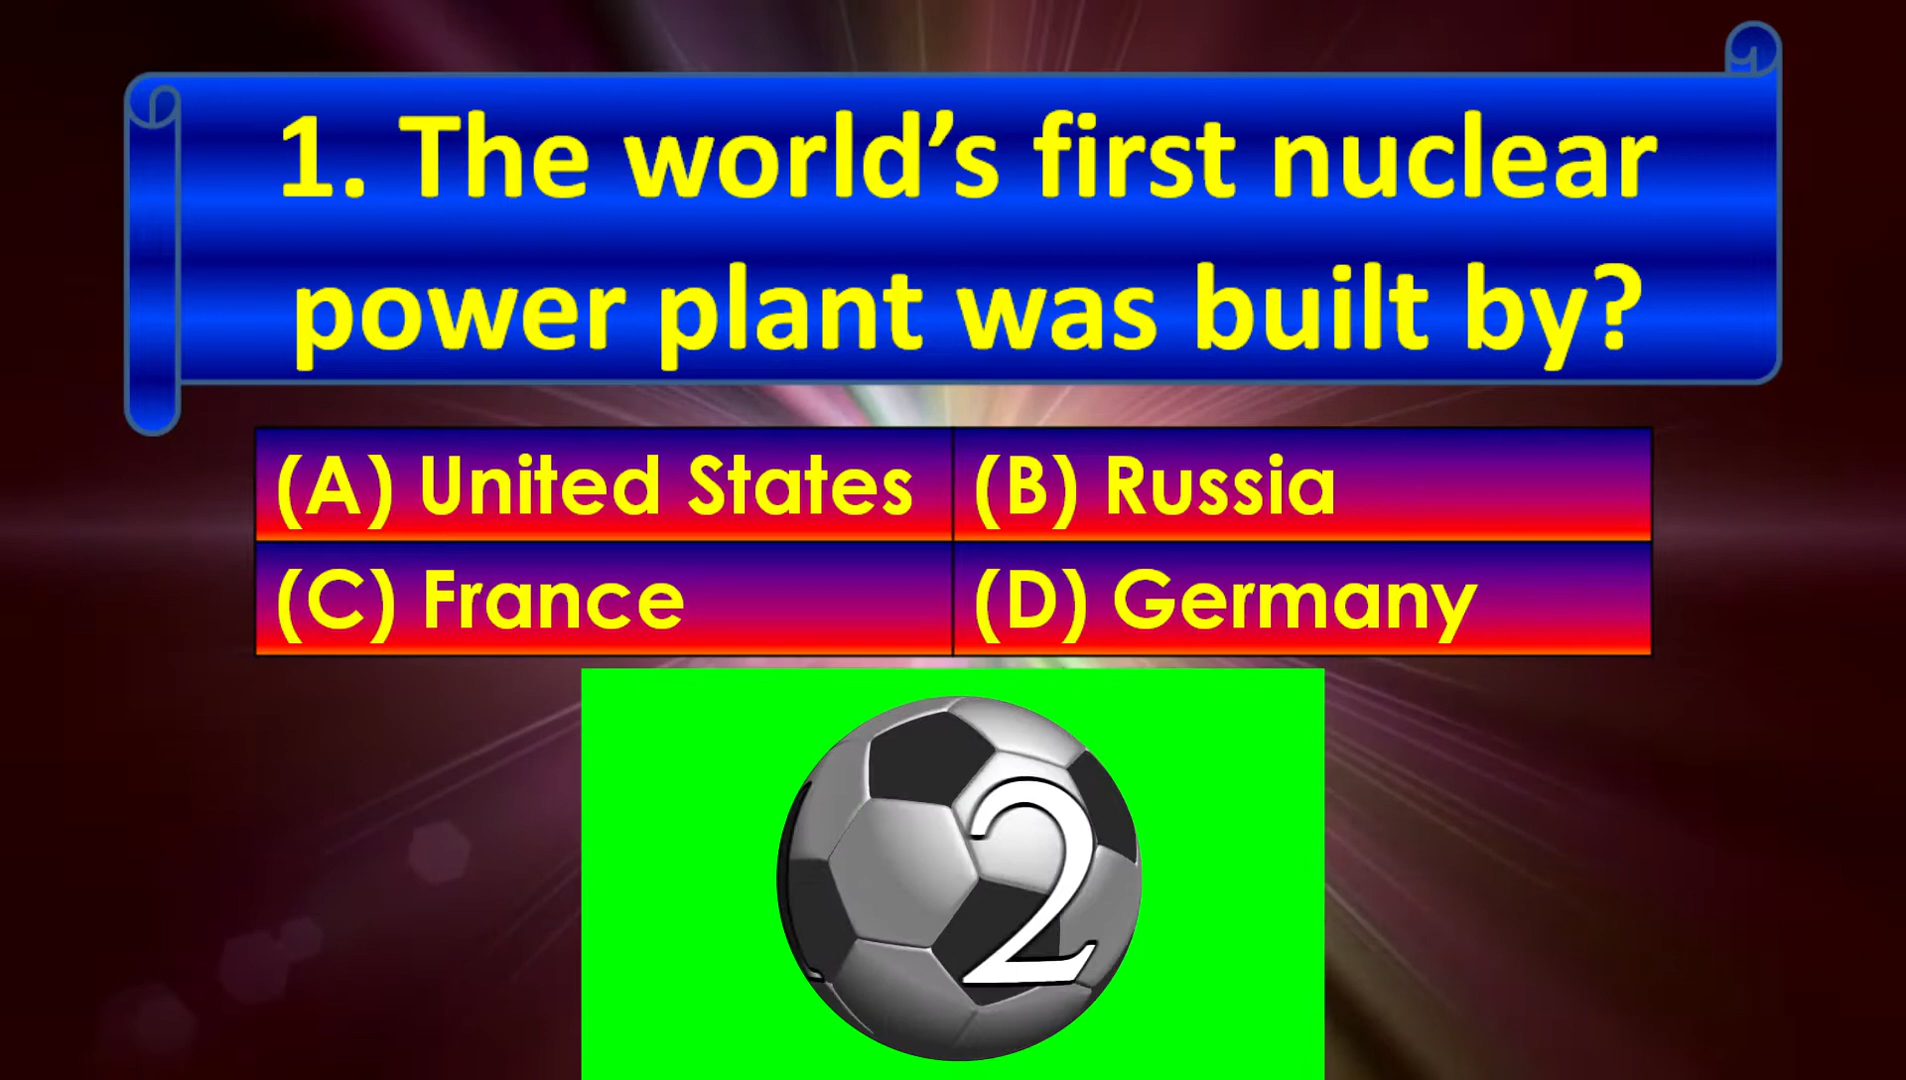 1. The world’s first nuclear
power plant was built by?
(A) United States
(B) Russia
(C) France
(D) Germany
2